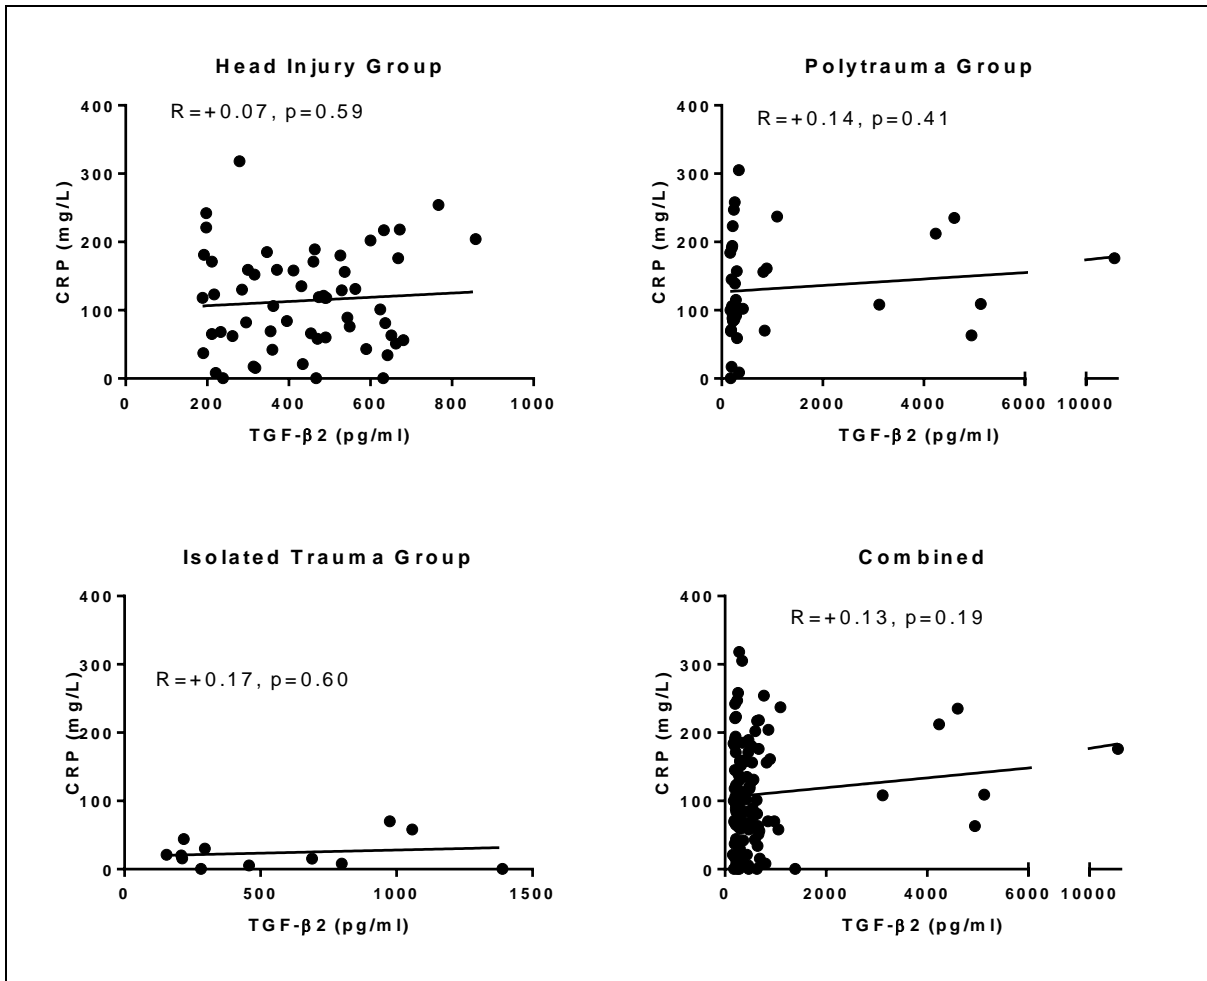 Head Injury Group
R=+0.07, p=0.59
CRP (mg/L)
400
300
200
100
0
0 200 400 600 800 1000
TGF-β2 (pg/ml)
Polytrauma Group
R=+0.14, p=0.41
CRP (mg/L)
400
300
200
100
0
0 2000 4000 6000 10000
TGF-β2 (pg/ml)
Isolated Trauma Group
R=+0.17, p=0.60
CRP (mg/L)
400
300
200
100
0
0 500 1000 1500
TGF-β2 (pg/ml)
Combined
R=+0.13, p=0.19
CRP (mg/L)
400
300
200
100
0
0 2000 4000 6000 10000
TGF-β2 (pg/ml)